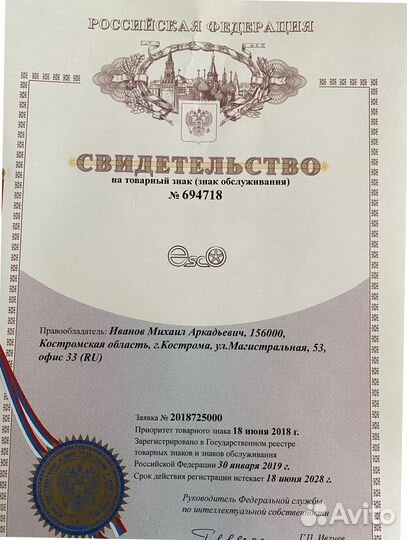 РОССИЙСКАЯ ФЕДЕРАЦИЯ
СВИДЕТЕЛЬСТВО
на товарный знак (знак обслуживания)
№ 694718
esco
Правообладатель: Иванов Михаил Аркадьевич, 156000,
Костромская область, г.Кострома, ул.Магистральная, 53,
офис 33 (RU)
Заявка № 2018725000
Приоритет товарного знака 18 июня 2018 г.
Зарегистрировано в Государственном реестре
товарных знаков и знаков обслуживания
Российской Федерации 30 января 2019 г.
Срок действия регистрации истекает 18 июня 2028 г.
Руководитель Федеральной службы
по интеллектуальной собственности
Г.П. Ивлиев
Avito